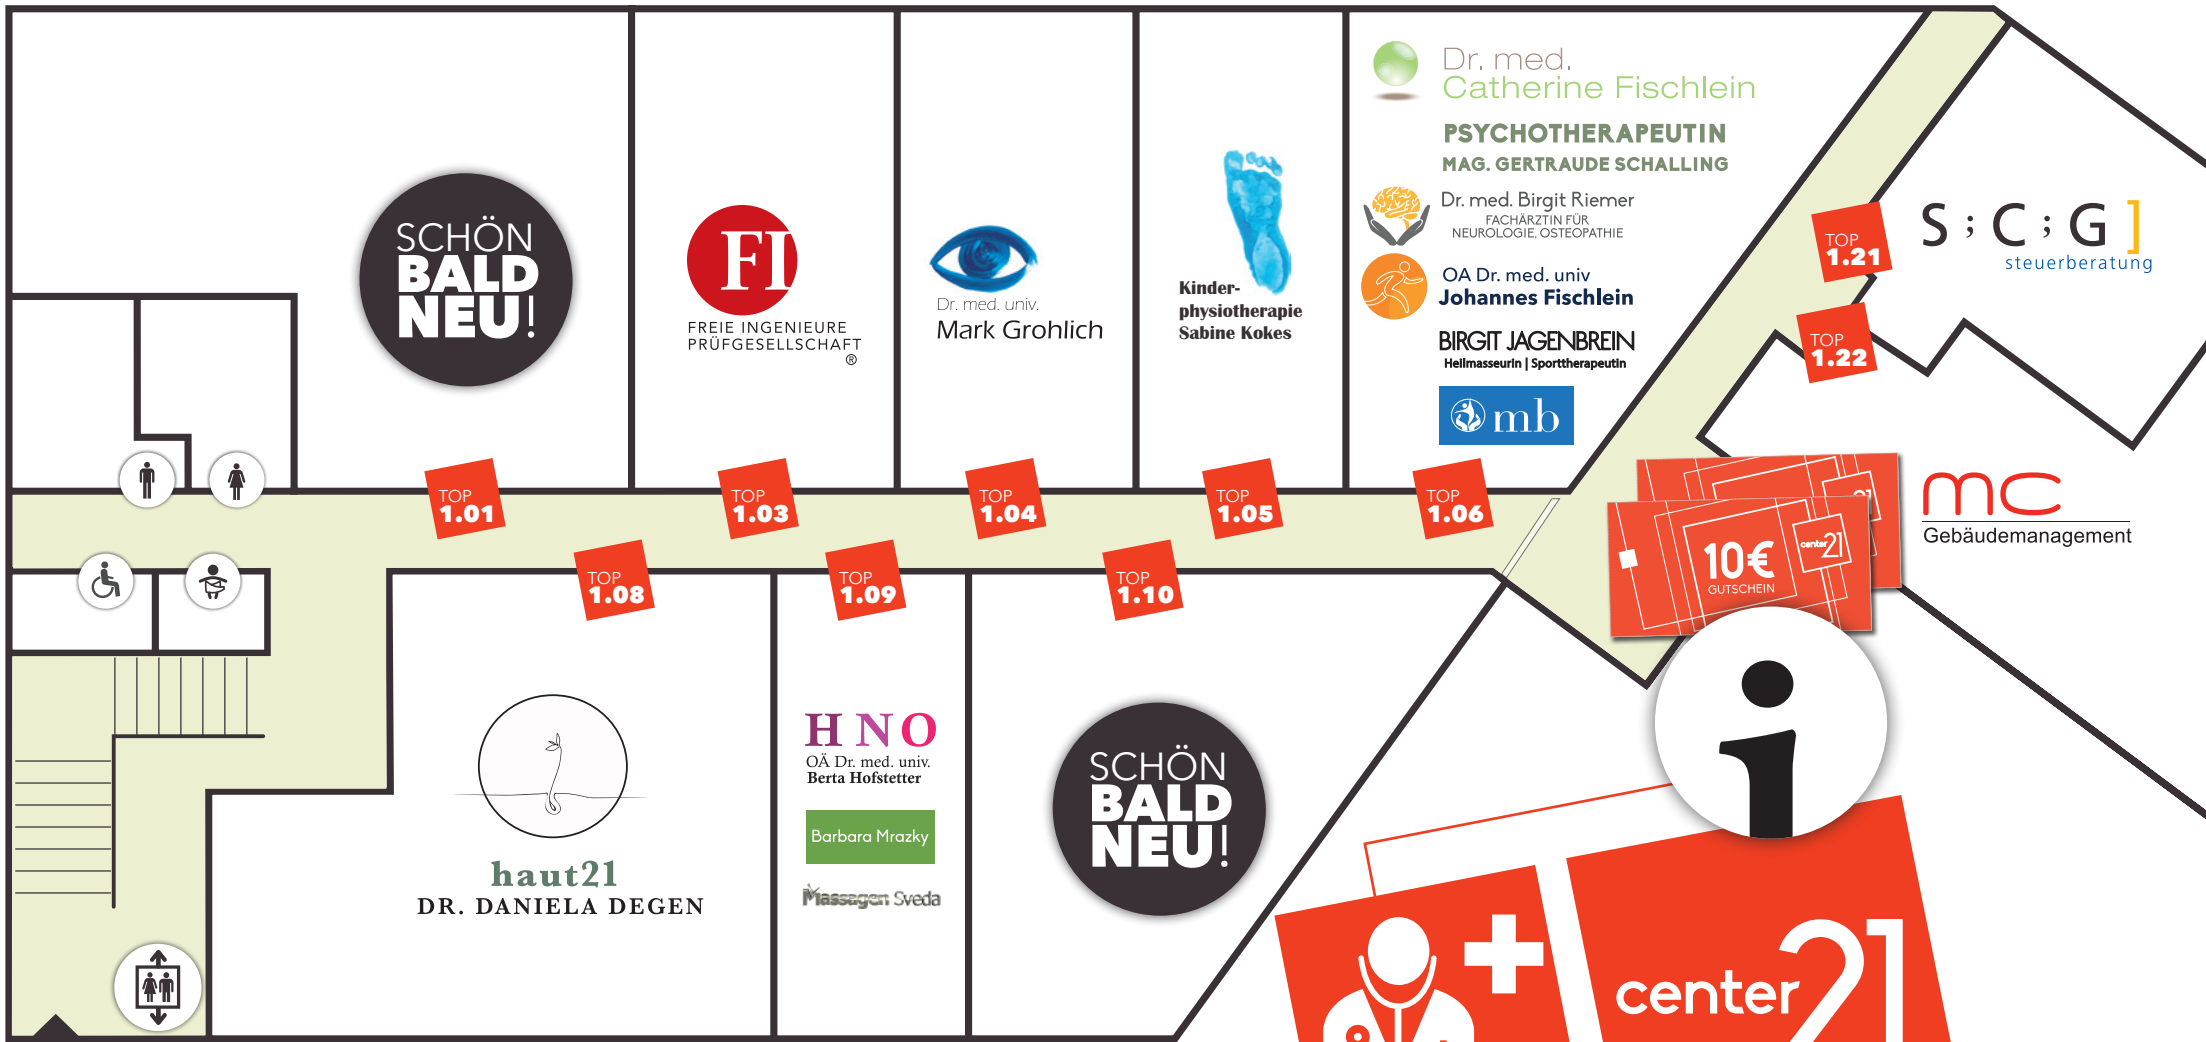 SCHÖN
BALD
NEU!
TOP
1.01
FI
FREIE INGENIEURE
PRÜFGESELLSCHAFT
®
TOP
1.03
Dr. med. univ.
Mark Grohlich
TOP
1.04
Kinder-
physiotherapie
Sabine Kokes
TOP
1.05
Dr. med.
Catherine Fischlein
PSYCHOTHERAPEUTIN
MAG. GERTRAUDE SCHALLING
Dr. med. Birgit Riemer
FACHÄRZTIN FÜR
NEUROLOGIE, OSTEOPATHIE
OA Dr. med. univ
Johannes Fischlein
BIRGIT JAGENBREIN
Heilmasseurin | Sporttherapeutin
mb
TOP
1.06
TOP
1.21
S ; C ; G ]
steuerberatung
TOP
1.22
mc
Gebäudemanagement
21
10€
GUTSCHEIN
center21
i
TOP
1.08
haut21
DR. DANIELA DEGEN
TOP
1.09
HNO
OÄ Dr. med. univ.
Berta Hofstetter
Barbara Mrazky
Massagen Sveda
TOP
1.10
SCHÖN
BALD
NEU!
center21